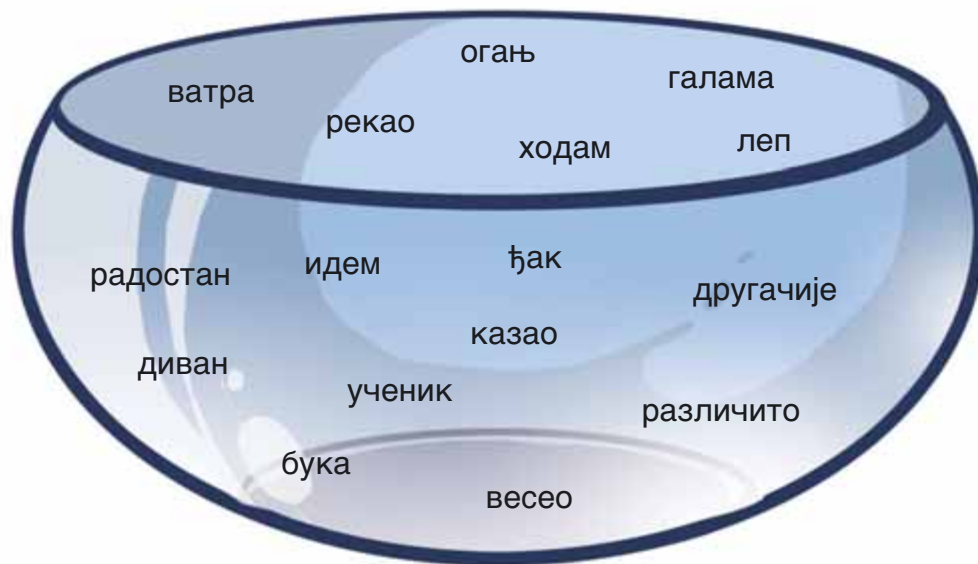 огањ
галама
ватра
рекао
ходам
леп
ђак
идем
радостан
другачије
казао
диван
ученик
различито
бука
весео